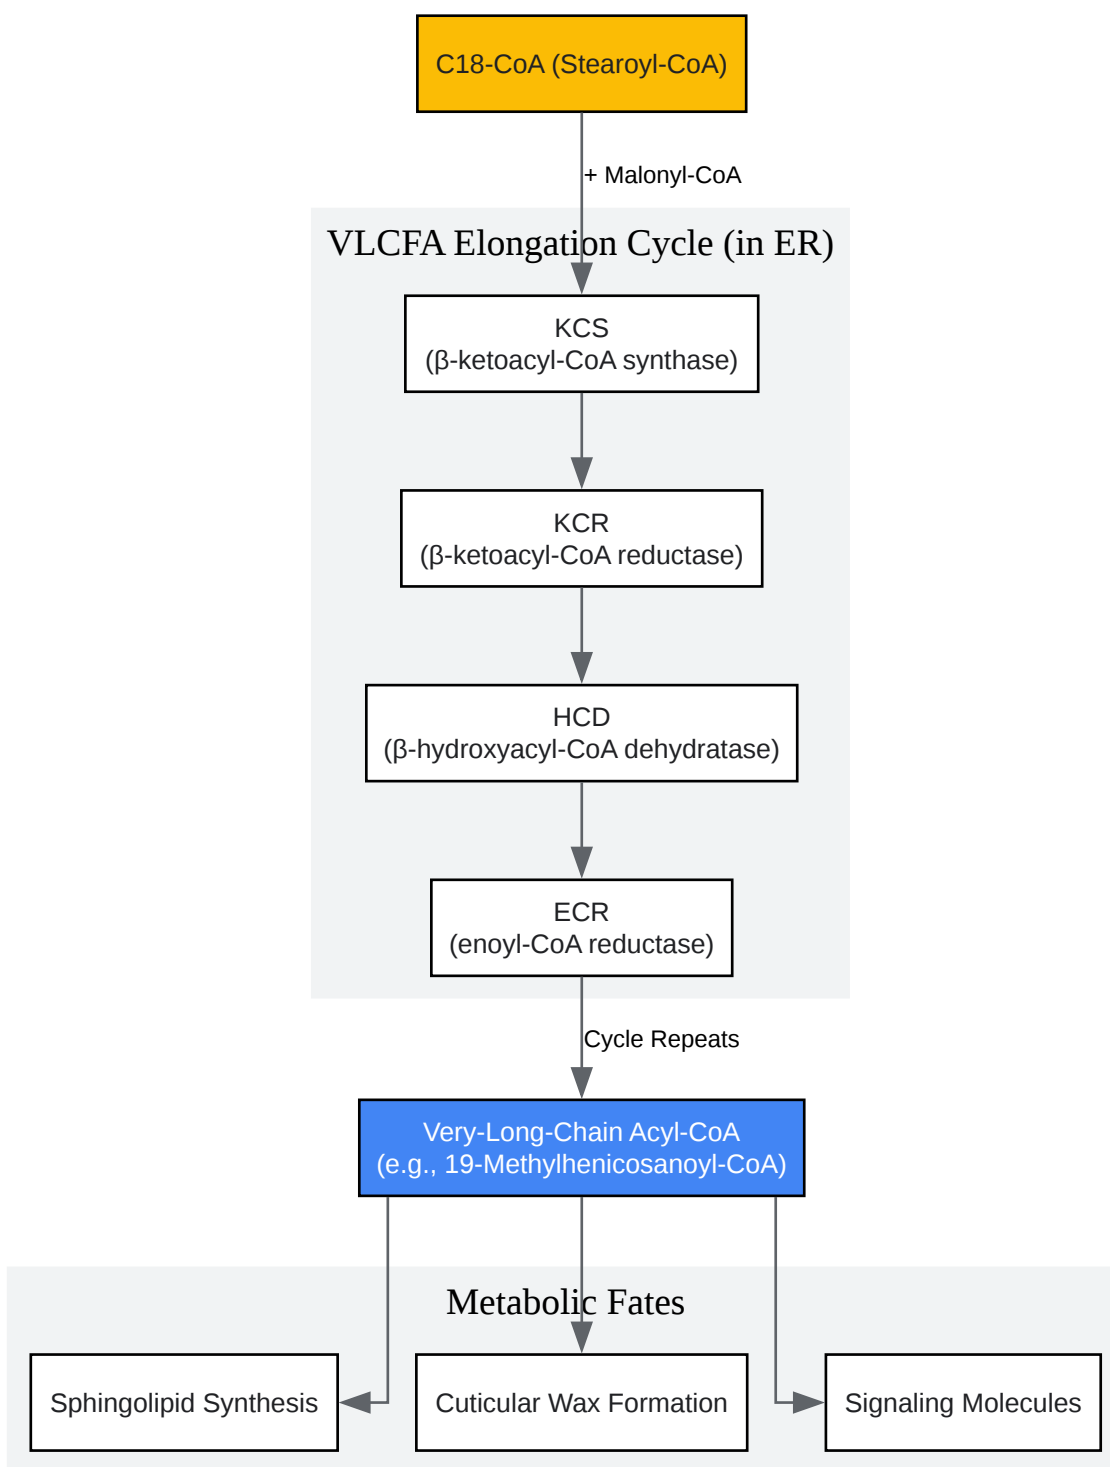 C18-CoA (Stearoyl-CoA)
+ Malonyl-CoA
VLCFA Elongation Cycle (in ER)
KCS
(β-ketoacyl-CoA synthase)
KCR
(β-ketoacyl-CoA reductase)
HCD
(β-hydroxyacyl-CoA dehydratase)
ECR
(enoyl-CoA reductase)
Cycle Repeats
Very-Long-Chain Acyl-CoA
(e.g., 19-Methylhenicosanoyl-CoA)
Metabolic Fates
Sphingolipid Synthesis
Cuticular Wax Formation
Signaling Molecules